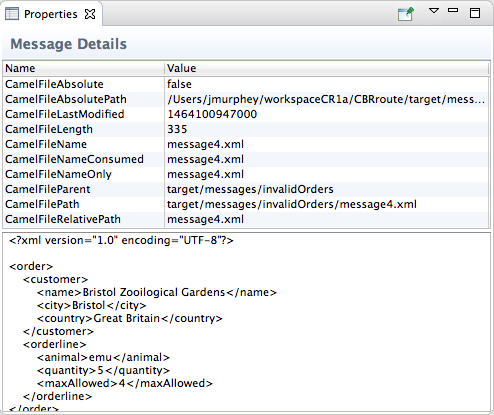 Properties
Message Details
Name Value
CamelFileAbsolute false
CamelFileAbsolutePath /Users/jmurphey/workspaceCR1a/CBRroute/target/mess...
CamelFileLastModified 1464100947000
CamelFileLength 335
CamelFileName message4.xml
CamelFileNameConsumed message4.xml
CamelFileNameOnly message4.xml
CamelFileParent target/messages/invalidOrders
CamelFilePath target/messages/invalidOrders/message4.xml
CamelFileRelativePath message4.xml
<?xml version="1.0" encoding="UTF-8"?>
<order>
<customer>
<name>Bristol Zooilogical Gardens</name>
<city>Bristol</city>
<country>Great Britain</country>
</customer>
<orderline>
<animal>emu</animal>
<quantity>5</quantity>
<maxAllowed>4</maxAllowed>
</orderline>
</order>